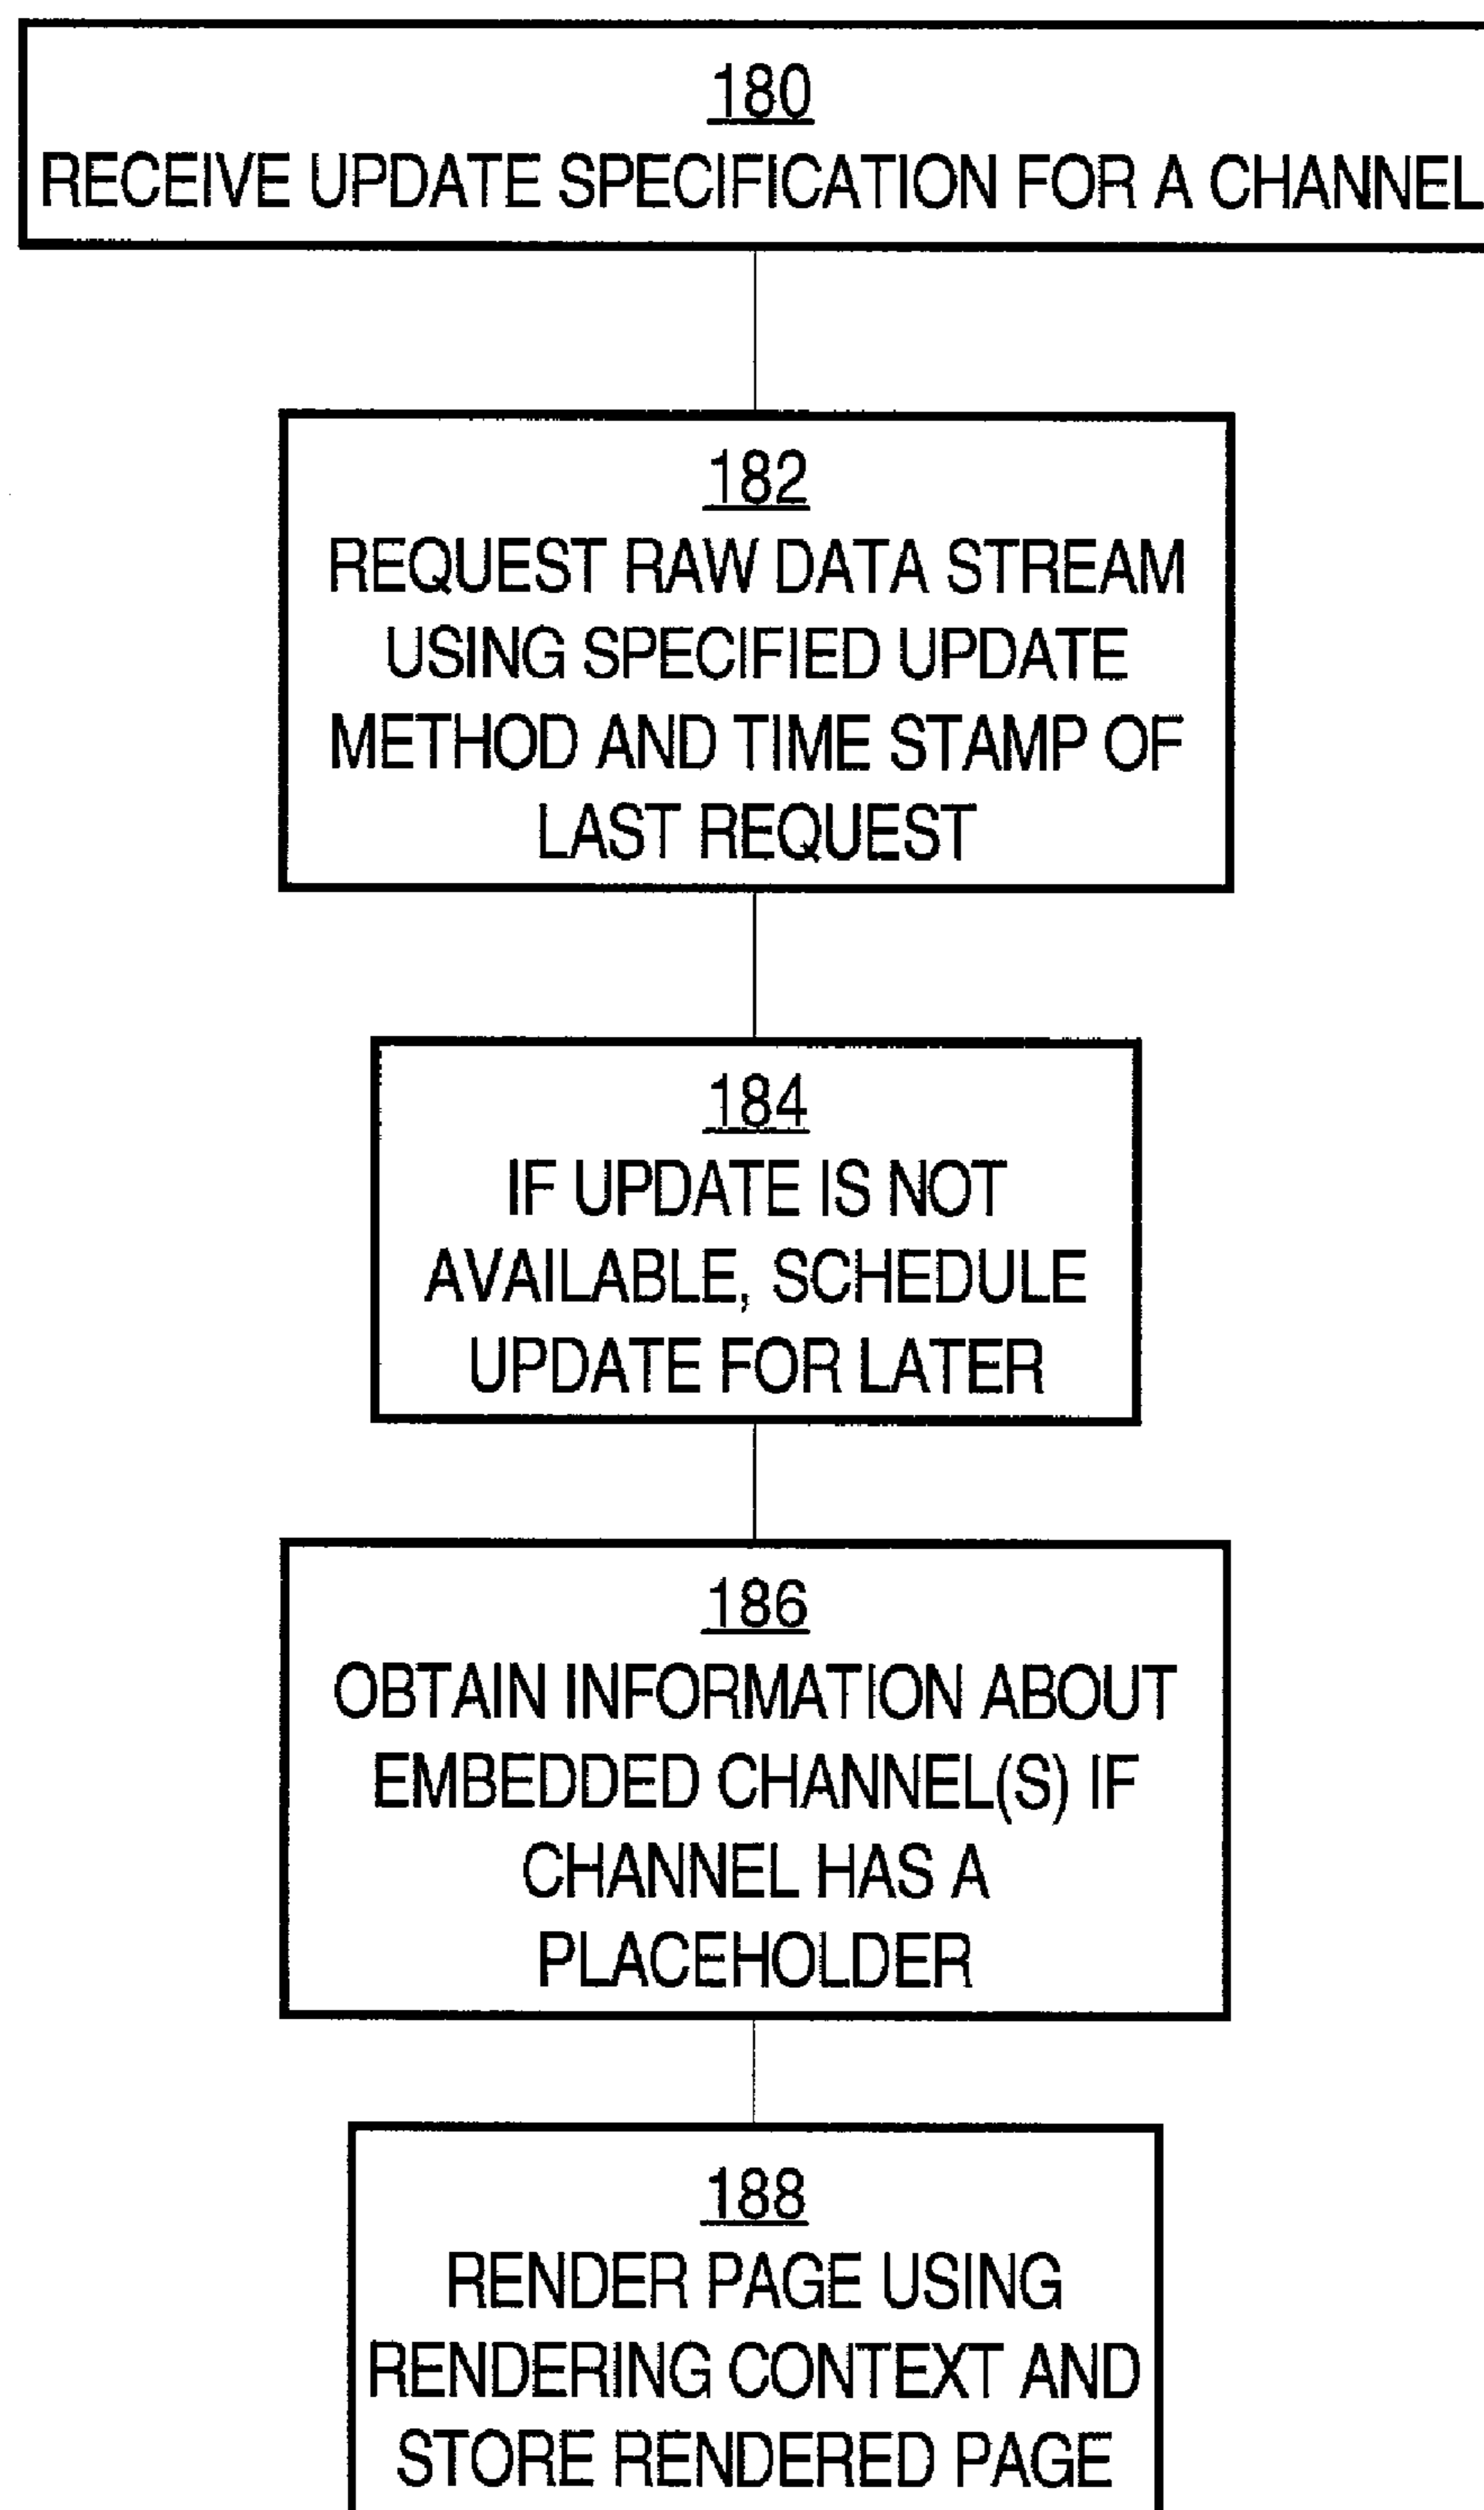 180
RECEIVE UPDATE SPECIFICATION FOR A CHANNEL
182
REQUEST RAW DATA STREAM
USING SPECIFIED UPDATE
METHOD AND TIME STAMP OF
LAST REQUEST
184
IF UPDATE IS NOT
AVAILABLE, SCHEDULE
UPDATE FOR LATER
186
OBTAIN INFORMATION ABOUT
EMBEDDED CHANNEL(S) IF
CHANNEL HAS A
PLACEHOLDER
188
RENDER PAGE USING
RENDERING CONTEXT AND
STORE RENDERED PAGE